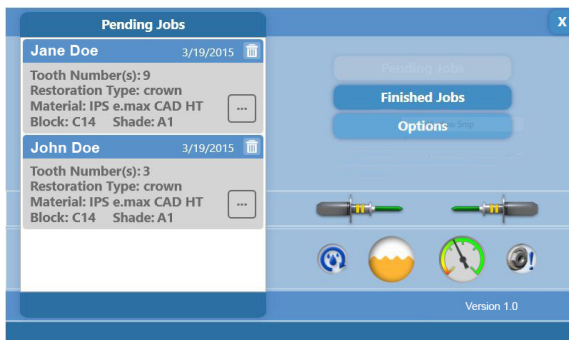 Pending Jobs
X
Jane Doe 3/19/2015
Tooth Number(s): 9
Restoration Type: crown
Material: IPS e.max CAD HT
Block: C14 Shade: A1
...
John Doe 3/19/2015
Tooth Number(s): 3
Restoration Type: crown
Material: IPS e.max CAD HT
Block: C14 Shade: A1
...
Pending Jobs
Finished Jobs
Options
!
Version 1.0